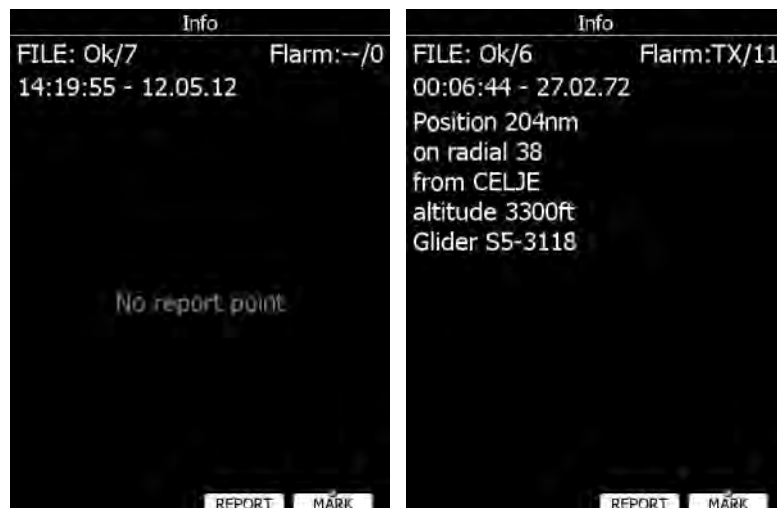 Info
FILE: Ok/7 Flarm:--/0
14:19:55 - 12.05.12
No report point
REPORT MARK
Info
FILE: Ok/6 Flarm:TX/11
00:06:44 - 27.02.72
Position 204nm
on radial 38
from CELJE
altitude 3300ft
Glider S5-3118
REPORT MARK